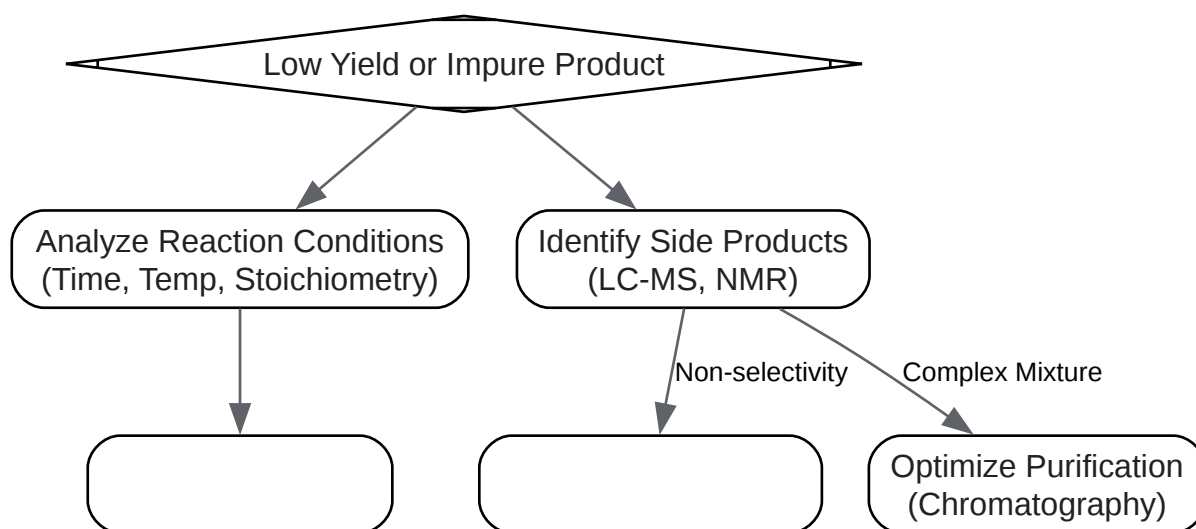 Low Yield or Impure Product
Analyze Reaction Conditions
(Time, Temp, Stoichiometry)
Identify Side Products
(LC-MS, NMR)
Non-selectivity
Complex Mixture
Optimize Purification
(Chromatography)